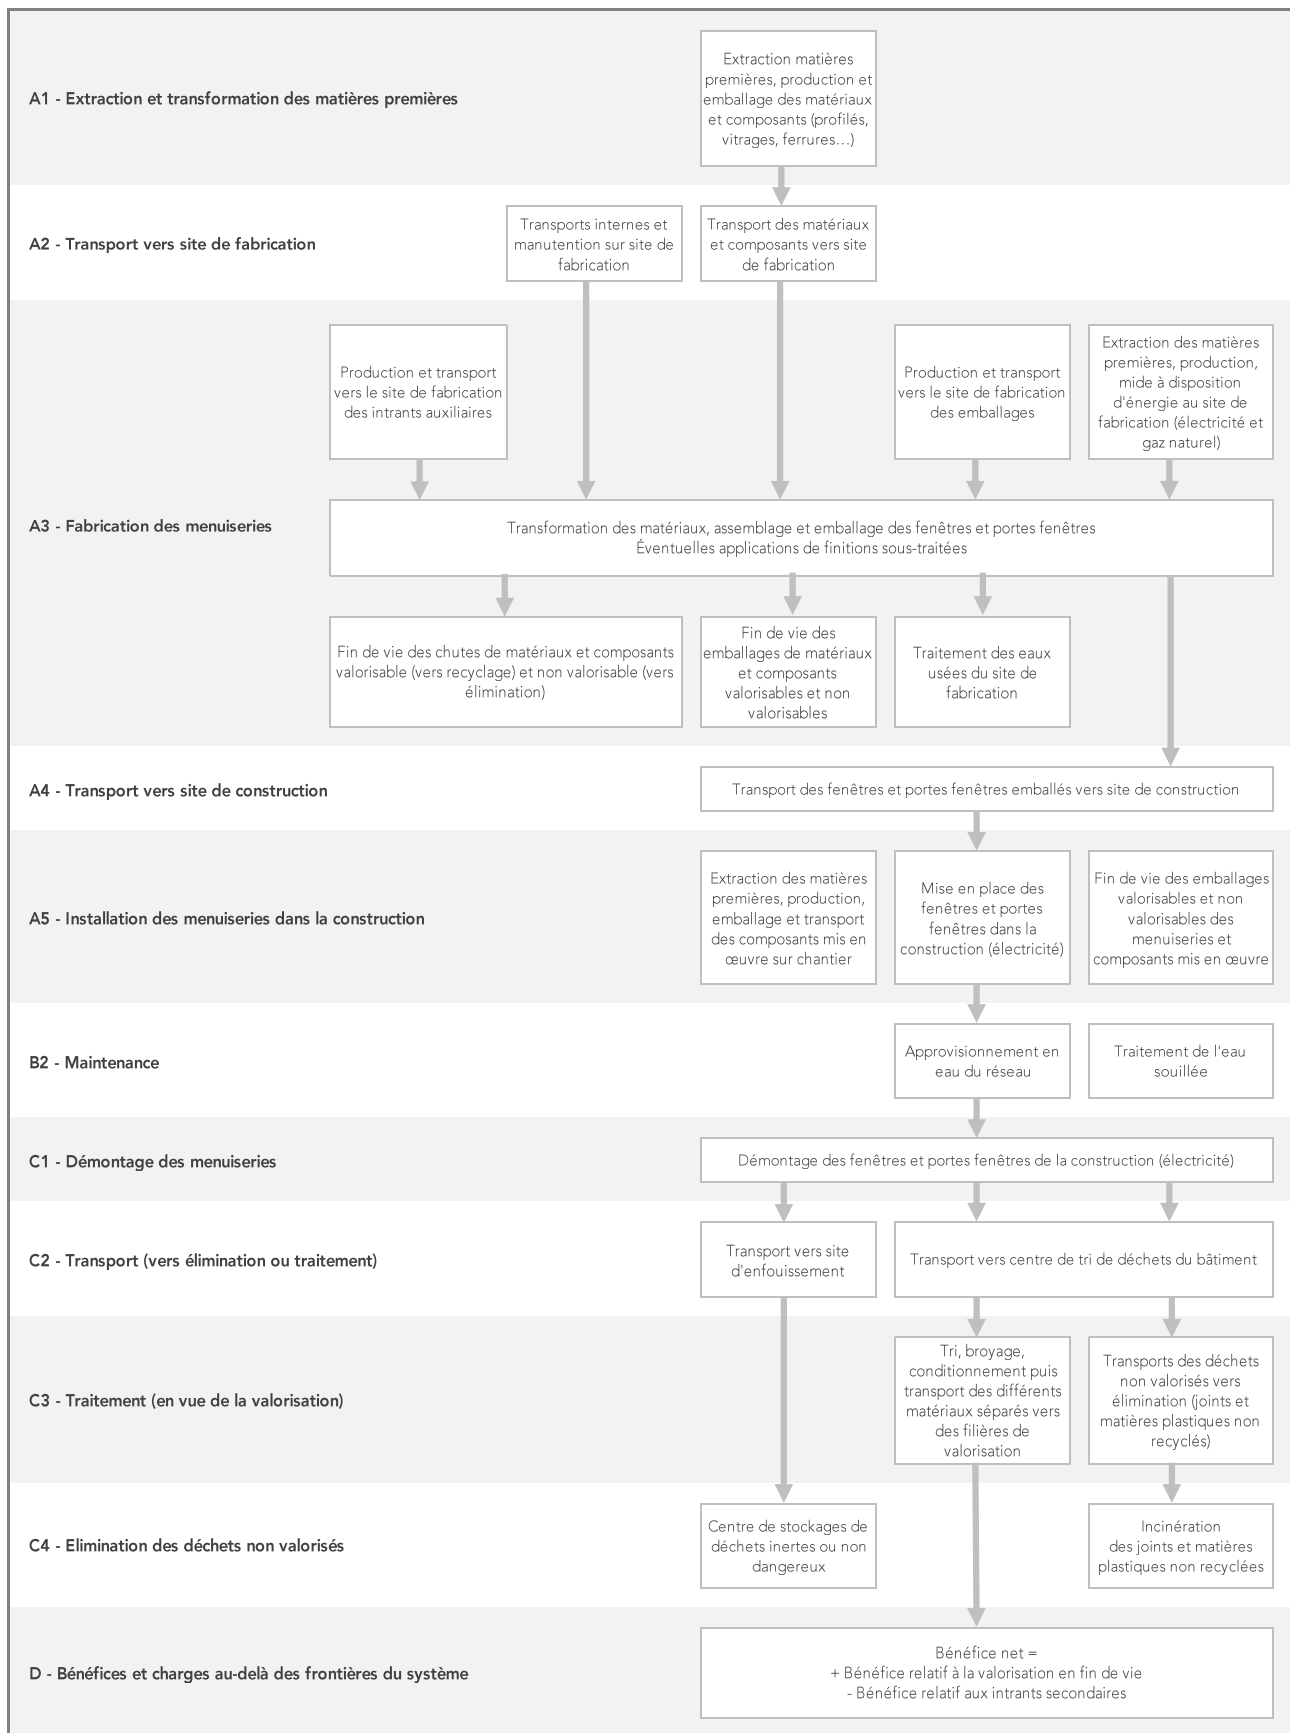 A1 - Extraction et transformation des matières premières
Extraction matières
premières, production et
emballage des matériaux
et composants (profilés,
vitrages, ferrures...)
A2 - Transport vers site de fabrication
Transports internes et
manutention sur site de
fabrication
Transport des matériaux
et composants vers site
de fabrication
A3 - Fabrication des menuiseries
Production et transport
vers le site de fabrication
des intrants auxiliaires
Production et transport
vers le site de fabrication
des emballages
Extraction des matières
premières, production,
mide à disposition
d'énergie au site de
fabrication (électricité et
gaz naturel)
Transformation des matériaux, assemblage et emballage des fenêtres et portes fenêtres
Éventuelles applications de finitions sous-traitées
Fin de vie des chutes de matériaux et composants
valorisable (vers recyclage) et non valorisable (vers
élimination)
Fin de vie des
emballages de matériaux
et composants
valorisables et non
valorisables
Traitement des eaux
usées du site de
fabrication
A4 - Transport vers site de construction
Transport des fenêtres et portes fenêtres emballés vers site de construction
A5 - Installation des menuiseries dans la construction
Extraction des matières
premières, production,
emballage et transport
des composants mis en
œuvre sur chantier
Mise en place des
fenêtres et portes
fenêtres dans la
construction (électricité)
Fin de vie des emballages
valorisables et non
valorisables des
menuiseries et
composants mis en œuvre
B2 - Maintenance
Approvisionnement en
eau du réseau
Traitement de l'eau
souillée
C1 - Démontage des menuiseries
Démontage des fenêtres et portes fenêtres de la construction (électricité)
C2 - Transport (vers élimination ou traitement)
Transport vers site
d'enfouissement
Transport vers centre de tri de déchets du bâtiment
C3 - Traitement (en vue de la valorisation)
Tri, broyage,
conditionnement puis
transport des différents
matériaux séparés vers
des filières de
valorisation
Transports des déchets
non valorisés vers
élimination (joints et
matières plastiques non
recyclés)
C4 - Elimination des déchets non valorisés
Centre de stockages de
déchets inertes ou non
dangereux
Incinération
des joints et matières
plastiques non recyclées
D - Bénéfices et charges au-delà des frontières du système
Bénéfice net =
+ Bénéfice relatif à la valorisation en fin de vie
- Bénéfice relatif aux intrants secondaires